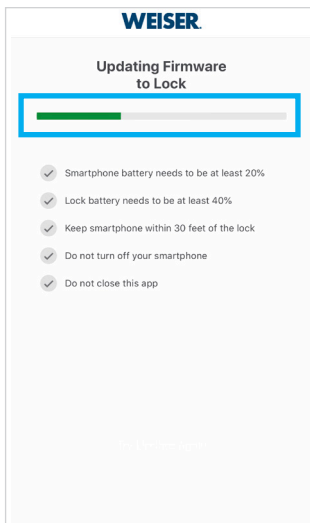 WEISER.
Updating Firmware
to Lock
Smartphone battery needs to be at least 20%
Lock battery needs to be at least 40%
Keep smartphone within 30 feet of the lock
Do not turn off your smartphone
Do not close this app